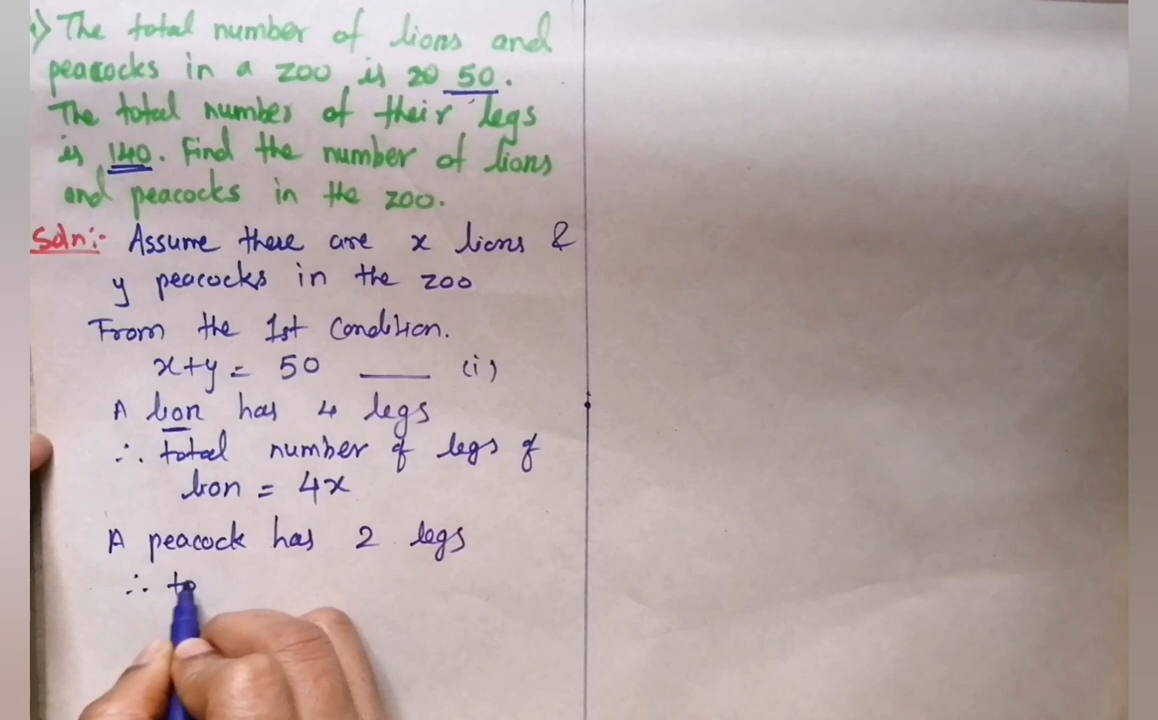 1) The total number of lions and
peacocks in a zoo is 20 50.
The total number of their legs
is 140. Find the number of lions
and peacocks in the zoo.
Soln:- Assume there are x lions &
y peacocks in the zoo
From the 1st Condition.
x+y = 50 ____ (i)
A lion has 4 legs
∴ total number of legs of
lion = 4x
A peacock has 2 legs
∴ to